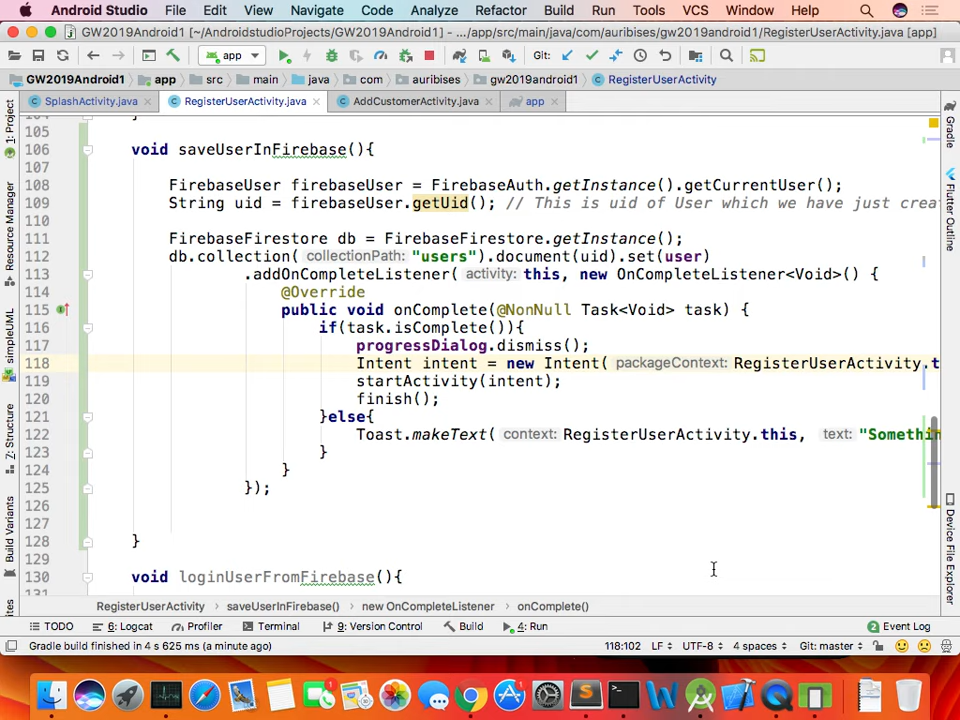 Android Studio File Edit View Navigate Code Analyze Refactor Build Run Tools VCS Window Help
GW2019Android1 [~/AndroidstudioProjects/GW2019Android1] - .../app/src/main/java/com/auribises/gw2019android1/RegisterUserActivity.java [app]
app Git:
GW2019Android1 app src main java com auribises gw2019android1 RegisterUserActivity
SplashActivity.java RegisterUserActivity.java AddCustomerActivity.java app
105
106 void saveUserInFirebase(){
107
108 FirebaseUser firebaseUser = FirebaseAuth.getInstance().getCurrentUser();
109 String uid = firebaseUser.getUid(); // This is uid of User which we have just crea
110
111 FirebaseFirestore db = FirebaseFirestore.getInstance();
112 db.collection( collectionPath: "users").document(uid).set(user)
113 .addOnCompleteListener( activity: this, new OnCompleteListener<Void>() {
114 @Override
115 public void onComplete(@NonNull Task<Void> task) {
116 if(task.isComplete()){
117 progressDialog.dismiss();
118 Intent intent = new Intent( packageContext: RegisterUserActivity.t
119 startActivity(intent);
120 finish();
121 }else{
122 Toast.makeText( context: RegisterUserActivity.this, text: "Somethin
123 }
124 }
125 });
126
127
128 }
129
130 void loginUserFromFirebase(){
1: Project
Resource Manager
simpleUML
Z: Structure
Build Variants
Gradle
Flutter Outline
Device File Explorer
RegisterUserActivity saveUserInFirebase() new OnCompleteListener onComplete()
TODO 6: Logcat Profiler Terminal 9: Version Control Build 4: Run 2 Event Log
Gradle build finished in 4 s 625 ms (a minute ago) 118:102 LF UTF-8 4 spaces Git: master